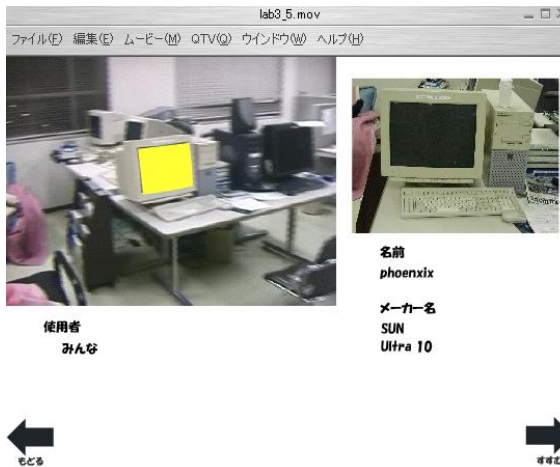 lab3_5.mov
ファイル(F) 編集(E) ムービー(M) QTV(Q) ウインドウ(W) ヘルプ(H)
名前
phoenxix
メーカー名
SUN
Ultra 10
使用者
みんな
もどる
すすむ